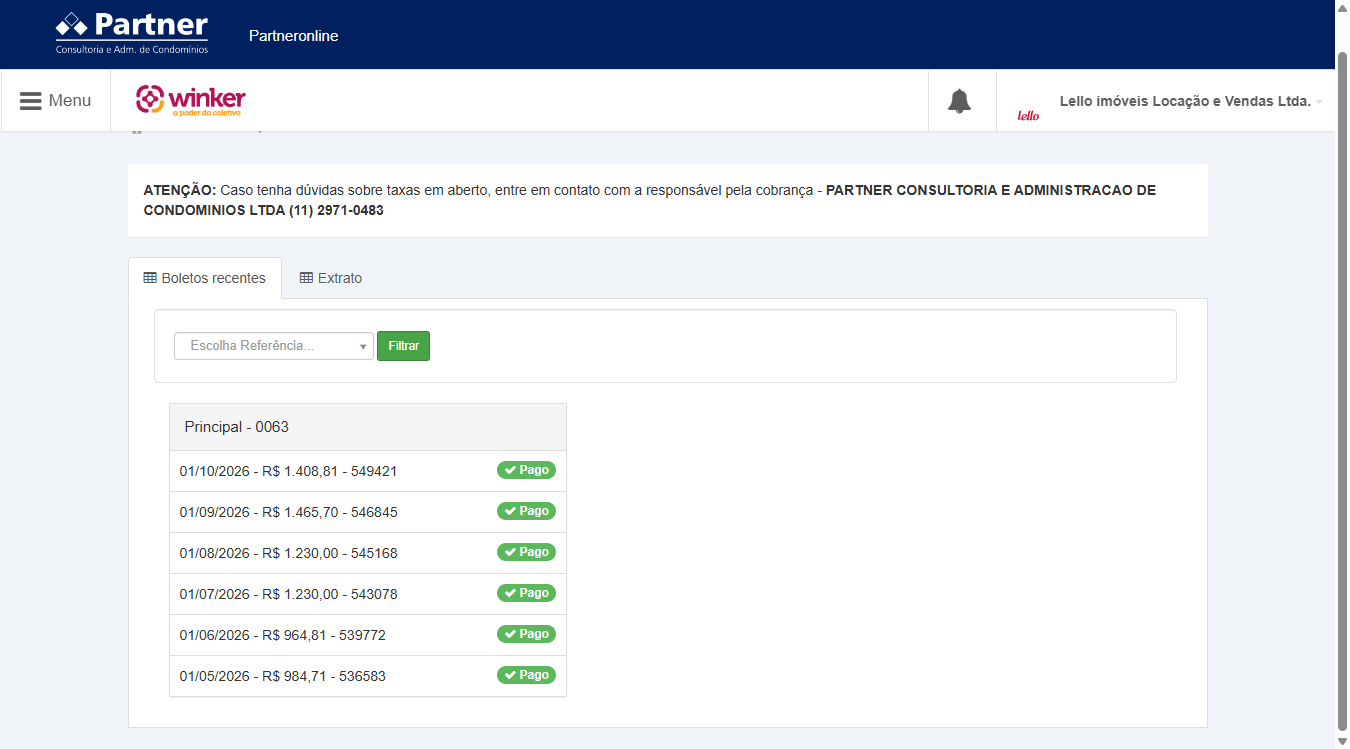 Partner
Consultoria e Adm. de Condomínios
Partneronline
Menu
winker
o poder do coletivo
lello
Lello imóveis Locação e Vendas Ltda.
ATENÇÃO: Caso tenha dúvidas sobre taxas em aberto, entre em contato com a responsável pela cobrança - PARTNER CONSULTORIA E ADMINISTRACAO DE
CONDOMINIOS LTDA (11) 2971-0483
Boletos recentes
Extrato
Escolha Referência...
Filtrar
Principal - 0063
01/10/2026 - R$ 1.408,81 - 549421 Pago
01/09/2026 - R$ 1.465,70 - 546845 Pago
01/08/2026 - R$ 1.230,00 - 545168 Pago
01/07/2026 - R$ 1.230,00 - 543078 Pago
01/06/2026 - R$ 964,81 - 539772 Pago
01/05/2026 - R$ 984,71 - 536583 Pago